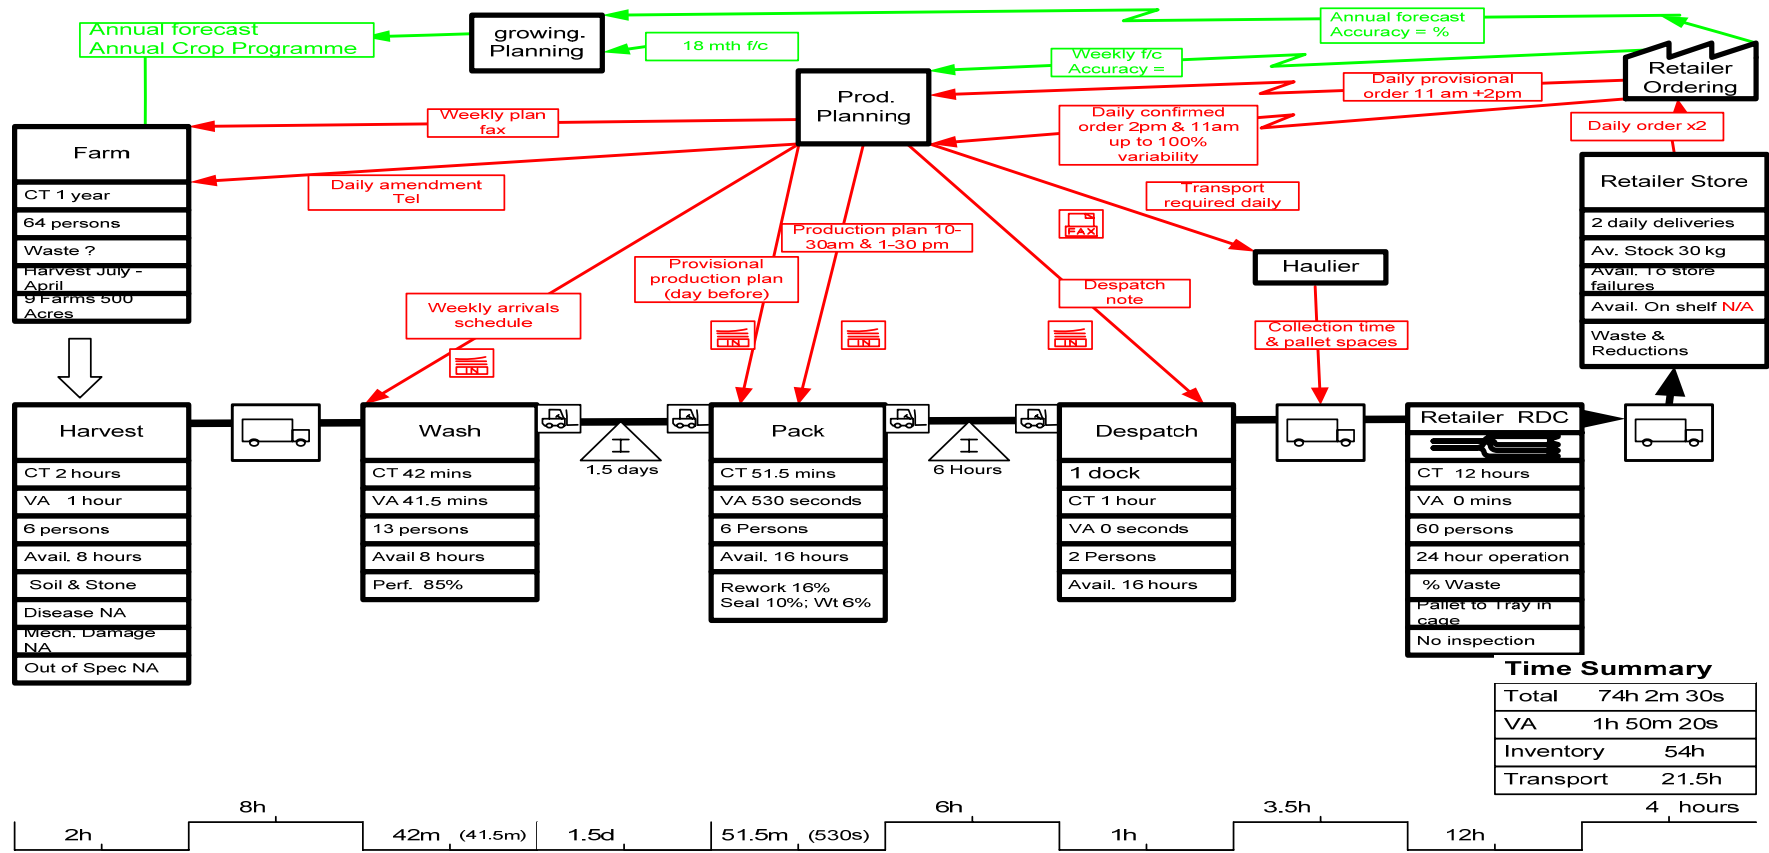 Annual forecast
Annual Crop Programme
growing.
Planning
18 mth f/c
Annual forecast
Accuracy = %
Weekly f/c
Accuracy =
Retailer
Ordering
Prod.
Planning
Daily provisional
order 11 am +2pm
Weekly plan
fax
Daily confirmed
order 2pm & 11am
up to 100%
variability
Daily order x2
Farm
CT 1 year
64 persons
Waste ?
Harvest July -
April
9 Farms 500
Acres
Daily amendment
Tel
Transport
required daily
FAX
Retailer Store
2 daily deliveries
Av. Stock 30 kg
Avail. To store
failures
Avail. On shelf N/A
Waste &
Reductions
Production plan 10-
30am & 1-30 pm
Provisional
production plan
(day before)
Haulier
Despatch
note
Weekly arrivals
schedule
Collection time
& pallet spaces
IN
IN
IN
IN
Harvest
CT 2 hours
VA 1 hour
6 persons
Avail. 8 hours
Soil & Stone
Disease NA
Mech. Damage
NA
Out of Spec NA
Wash
CT 42 mins
VA 41.5 mins
13 persons
Avail 8 hours
Perf. 85%
I
1.5 days
Pack
CT 51.5 mins
VA 530 seconds
6 Persons
Avail. 16 hours
Rework 16%
Seal 10%; Wt 6%
I
6 Hours
Despatch
1 dock
CT 1 hour
VA 0 seconds
2 Persons
Avail. 16 hours
Retailer RDC
CT 12 hours
VA 0 mins
60 persons
24 hour operation
% Waste
Pallet to Tray in
cage
No inspection
Time Summary
Total 74h 2m 30s
VA 1h 50m 20s
Inventory 54h
Transport 21.5h
8h 6h 3.5h 4 hours
2h 42m (41.5m) 1.5d 51.5m (530s) 1h 12h